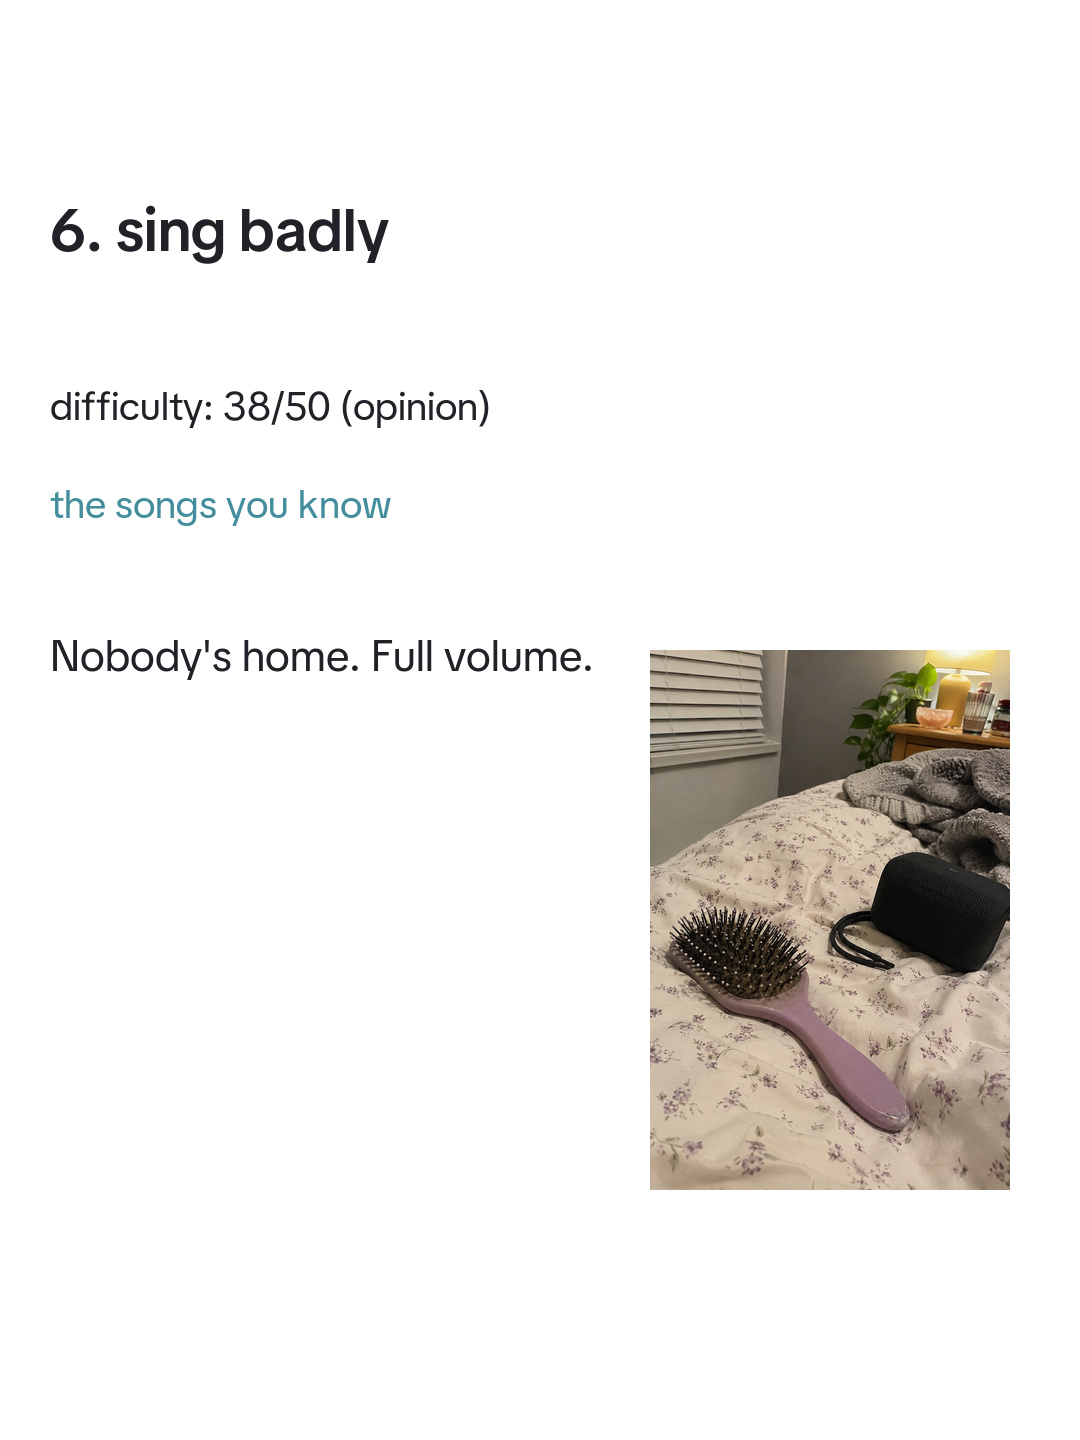 6. sing badly
difficulty: 38/50 (opinion)
the songs you know
Nobody's home. Full volume.